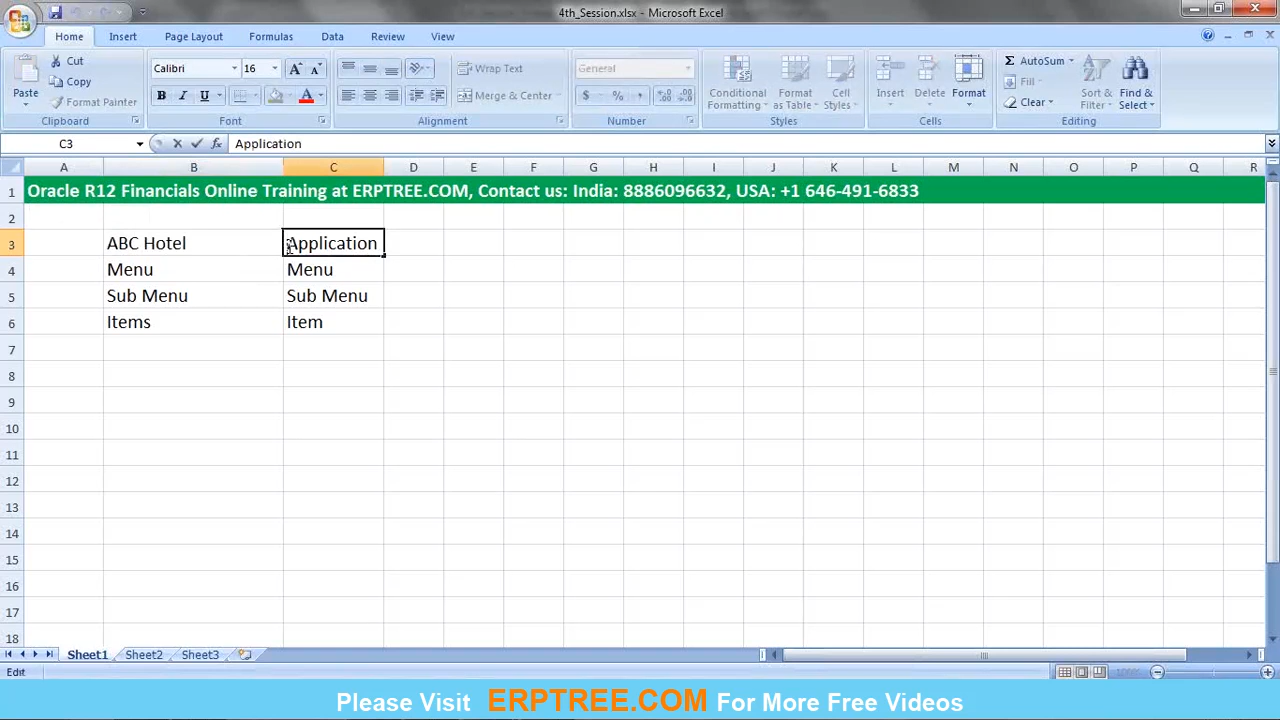 4th_Session.xlsx - Microsoft Excel
Home Insert Page Layout Formulas Data Review View
Paste
Cut
Copy
Format Painter
Clipboard
Calibri 16
B I U
Font
Wrap Text
Merge & Center
Alignment
General
$ % ,
Number
Conditional Formatting
Format as Table
Cell Styles
Styles
Insert Delete Format
Cells
Σ AutoSum
Fill
Clear
Sort & Filter
Find & Select
Editing
C3 fx Application
A B C D E F G H I J K L M N O P Q R
1 Oracle R12 Financials Online Training at ERPTREE.COM, Contact us: India: 8886096632, USA: +1 646-491-6833
2
3 ABC Hotel Application
4 Menu Menu
5 Sub Menu Sub Menu
6 Items Item
7
8
9
10
11
12
13
14
15
16
17
18
Sheet1 Sheet2 Sheet3
Edit 100%
Please Visit ERPTREE.COM For More Free Videos